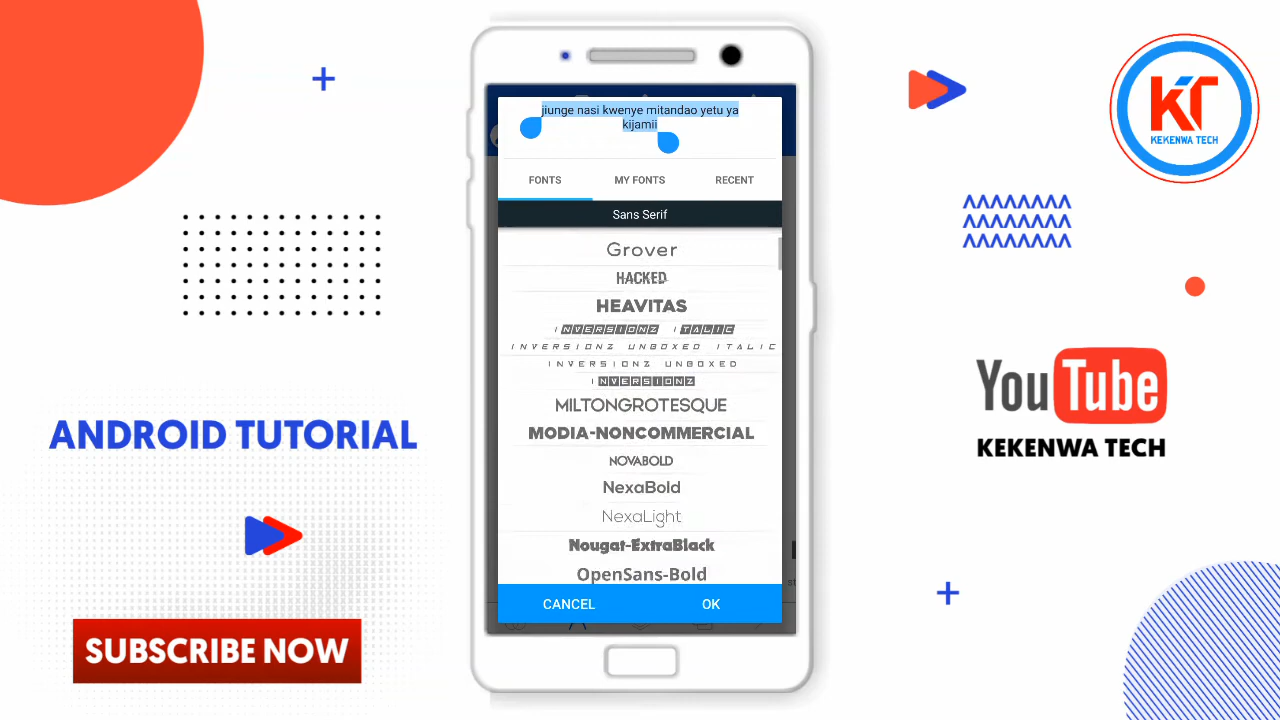 jiunge nasi kwenye mitandao yetu ya
kijamii
FONTS MY FONTS RECENT
Sans Serif
Grover
HACKED
HEAVITAS
INVERSIONZ ITALIC
INVERSIONZ UNBOXED ITALIC
INVERSIONZ UNBOXED
INVERSIONZ
MILTONGROTESQUE
MODIA-NONCOMMERCIAL
NOVABOLD
NexaBold
NexaLight
Nougat-ExtraBlack
OpenSans-Bold
CANCEL OK
ANDROID TUTORIAL
SUBSCRIBE NOW
KT
KEKENWA TECH
YouTube
KEKENWA TECH